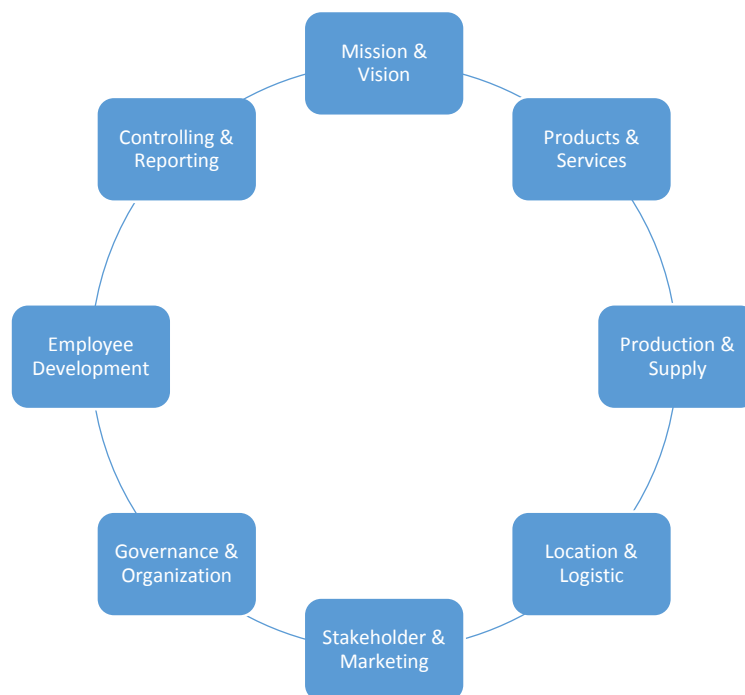 Mission &
Vision
Products &
Services
Production &
Supply
Location &
Logistic
Stakeholder &
Marketing
Governance &
Organization
Employee
Development
Controlling &
Reporting